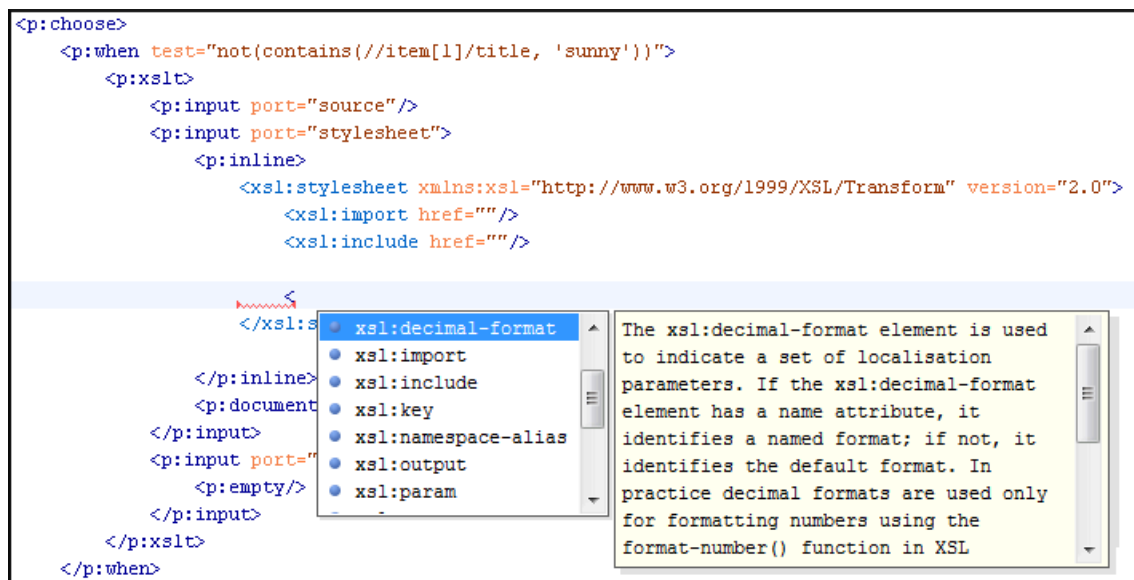 <p:choose>
<p:when test="not(contains(//item[1]/title, 'sunny'))">
<p:xslt>
<p:input port="source"/>
<p:input port="stylesheet">
<p:inline>
<xsl:stylesheet xmlns:xsl="http://www.w3.org/1999/XSL/Transform" version="2.0">
<xsl:import href=""/>
<xsl:include href=""/>
<
</xsl:s
</p:inline>
<p:document
</p:input>
<p:input port="
<p:empty/>
</p:input>
</p:xslt>
</p:when>
xsl:decimal-format
xsl:import
xsl:include
xsl:key
xsl:namespace-alias
xsl:output
xsl:param
The xsl:decimal-format element is used
to indicate a set of localisation
parameters. If the xsl:decimal-format
element has a name attribute, it
identifies a named format; if not, it
identifies the default format. In
practice decimal formats are used only
for formatting numbers using the
format-number() function in XSL